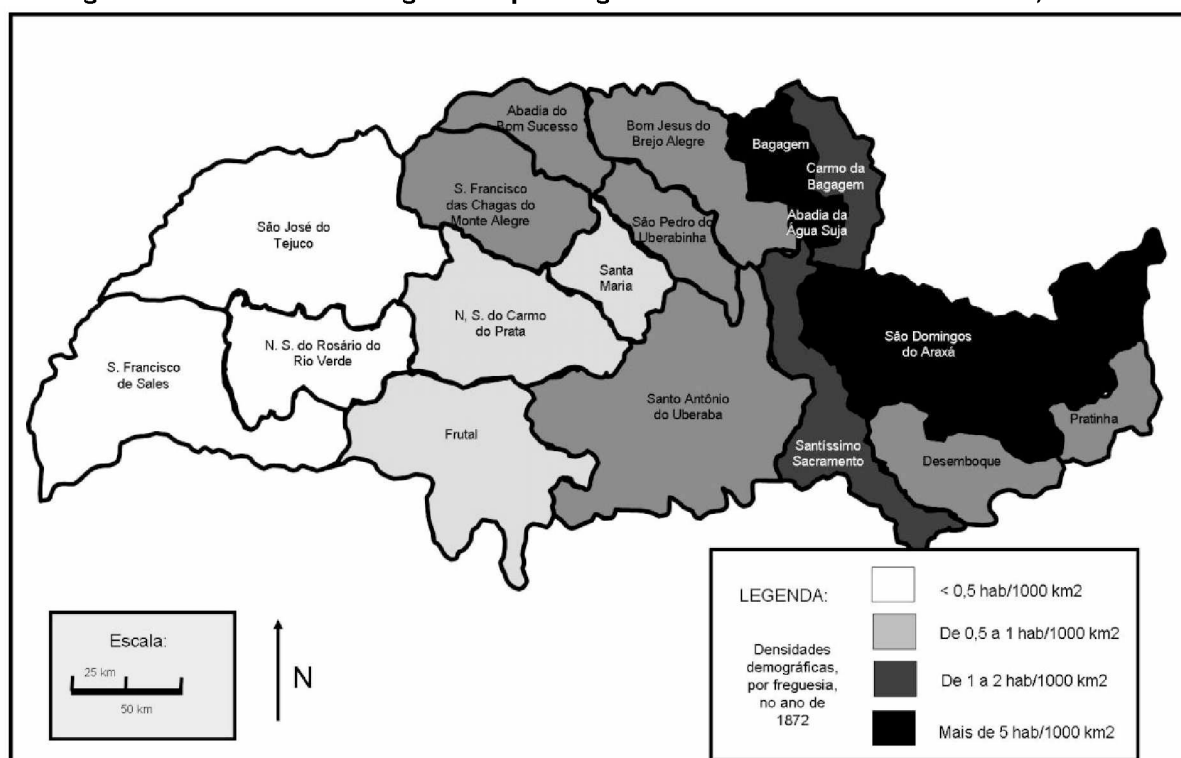 Abadia do
Bom Sucesso
Bom Jesus do
Brejo Alegre
Bagagem
Carmo da
Bagagem
S. Francisco
das Chagas do
Monte Alegre
São Pedro do
Uberabinha
Abadia da
Água Suja
São José do
Tejuco
Santa
Maria
N, S. do Carmo
do Prata
São Domingos
do Araxá
N. S. do Rosário do
Rio Verde
S. Francisco
de Sales
Santo Antônio
do Uberaba
Pratinha
Frutal
Santíssimo
Sacramento
Desemboque
Escala:
25 km
50 km
N
LEGENDA:
Densidades
demográficas,
por freguesia,
no ano de
1872
< 0,5 hab/1000 km2
De 0,5 a 1 hab/1000 km2
De 1 a 2 hab/1000 km2
Mais de 5 hab/1000 km2